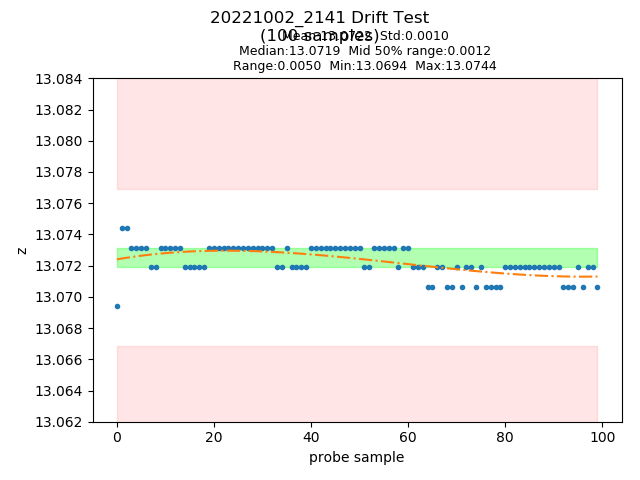 20221002_2141 Drift Test
(100 samples)
Std:0.0010
Median:13.0719 Mid 50% range:0.0012
Range:0.0050 Min:13.0694 Max:13.0744
13.084
13.082
13.080
13.078
13.076
13.074
13.072
13.070
13.068
13.066
13.064
13.062
z
0
20
40
60
80
100
probe sample